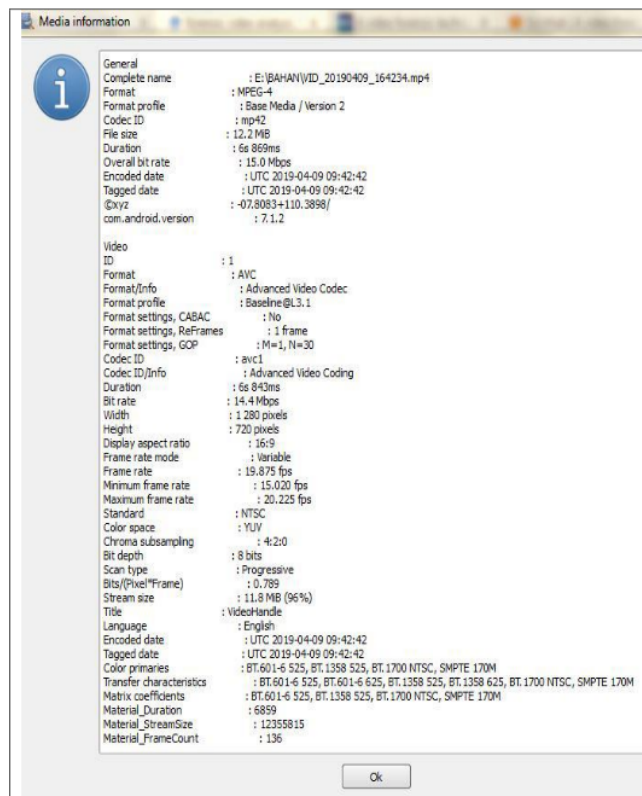 Media information
General
Complete name : E:\BAHAN\VID_20190409_164234.mp4
Format : MPEG-4
Format profile : Base Media / Version 2
Codec ID : mp42
File size : 12.2 MiB
Duration : 6s 869ms
Overall bit rate : 15.0 Mbps
Encoded date : UTC 2019-04-09 09:42:42
Tagged date : UTC 2019-04-09 09:42:42
©xyz : -07.8083+110.3898/
com.android.version : 7.1.2
Video
ID : 1
Format : AVC
Format/Info : Advanced Video Codec
Format profile : Baseline@L3.1
Format settings, CABAC : No
Format settings, ReFrames : 1 frame
Format settings, GOP : M=1, N=30
Codec ID : avc1
Codec ID/Info : Advanced Video Coding
Duration : 6s 843ms
Bit rate : 14.4 Mbps
Width : 1 280 pixels
Height : 720 pixels
Display aspect ratio : 16:9
Frame rate mode : Variable
Frame rate : 19.875 fps
Minimum frame rate : 15.020 fps
Maximum frame rate : 20.225 fps
Standard : NTSC
Color space : YUV
Chroma subsampling : 4:2:0
Bit depth : 8 bits
Scan type : Progressive
Bits/(Pixel*Frame) : 0.789
Stream size : 11.8 MiB (96%)
Title : VideoHandle
Language : English
Encoded date : UTC 2019-04-09 09:42:42
Tagged date : UTC 2019-04-09 09:42:42
Color primaries : BT.601-6 525, BT.1358 525, BT.1700 NTSC, SMPTE 170M
Transfer characteristics : BT.601-6 525, BT.601-6 625, BT.1358 525, BT.1358 625, BT.1700 NTSC, SMPTE 170M
Matrix coefficients : BT.601-6 525, BT.1358 525, BT.1700 NTSC, SMPTE 170M
Material_Duration : 6859
Material_StreamSize : 12355815
Material_FrameCount : 136
Ok